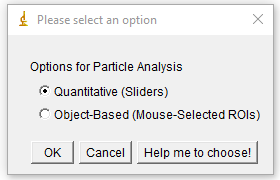 Please select an option
Options for Particle Analysis
Quantitative (Sliders)
Object-Based (Mouse-Selected ROIs)
OK Cancel Help me to choose!